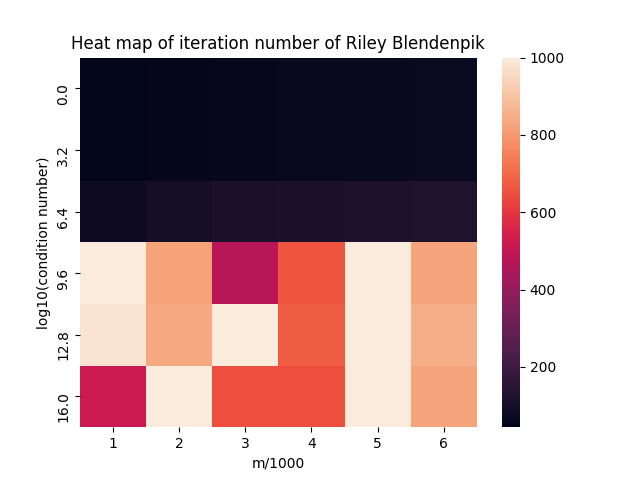 Heat map of iteration number of Riley Blendenpik
log10(condition number)
0.0
3.2
6.4
9.6
12.8
16.0
1 2 3 4 5 6
m/1000
1000
800
600
400
200